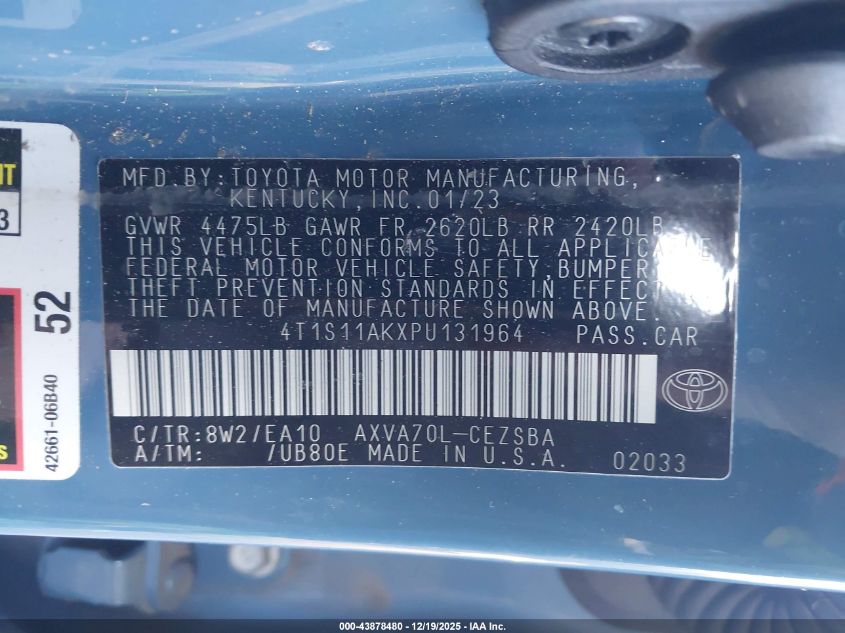 MFD.BY:TOYOTA MOTOR MANUFACTURING,
KENTUCKY,INC.01/23
GVWR 4475LB GAWR FR 2620LB RR 2420LB
THIS VEHICLE CONFORMS TO ALL APPLICABLE
FEDERAL MOTOR VEHICLE SAFETY,BUMPER,
THEFT PREVENTION STANDARDS IN EFFECT
THE DATE OF MANUFACTURE SHOWN ABOVE.
4T1S11AKXPU131964 PASS.CAR
C/TR:8W2/EA10 AXVA70L-CEZSBA
A/TM: /UB80E MADE IN U.S.A. 02033
3
52
42661-06B40
000-43878480 - 12/19/2025 - IAA Inc.